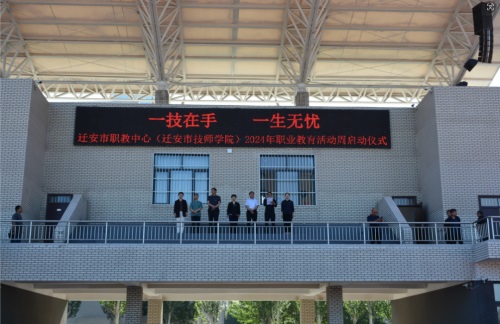 一技在手 一生无忧
迁安市职教中心（迁安市技师学院）2024年职业教育活动周启动仪式